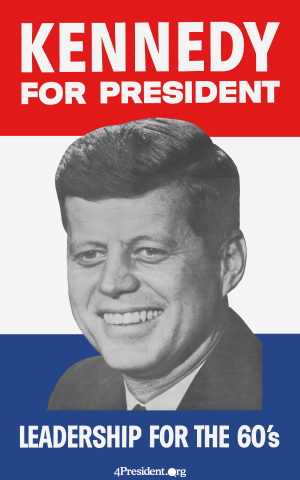 KENNEDY
FOR PRESIDENT
LEADERSHIP FOR THE 60's
4President.org